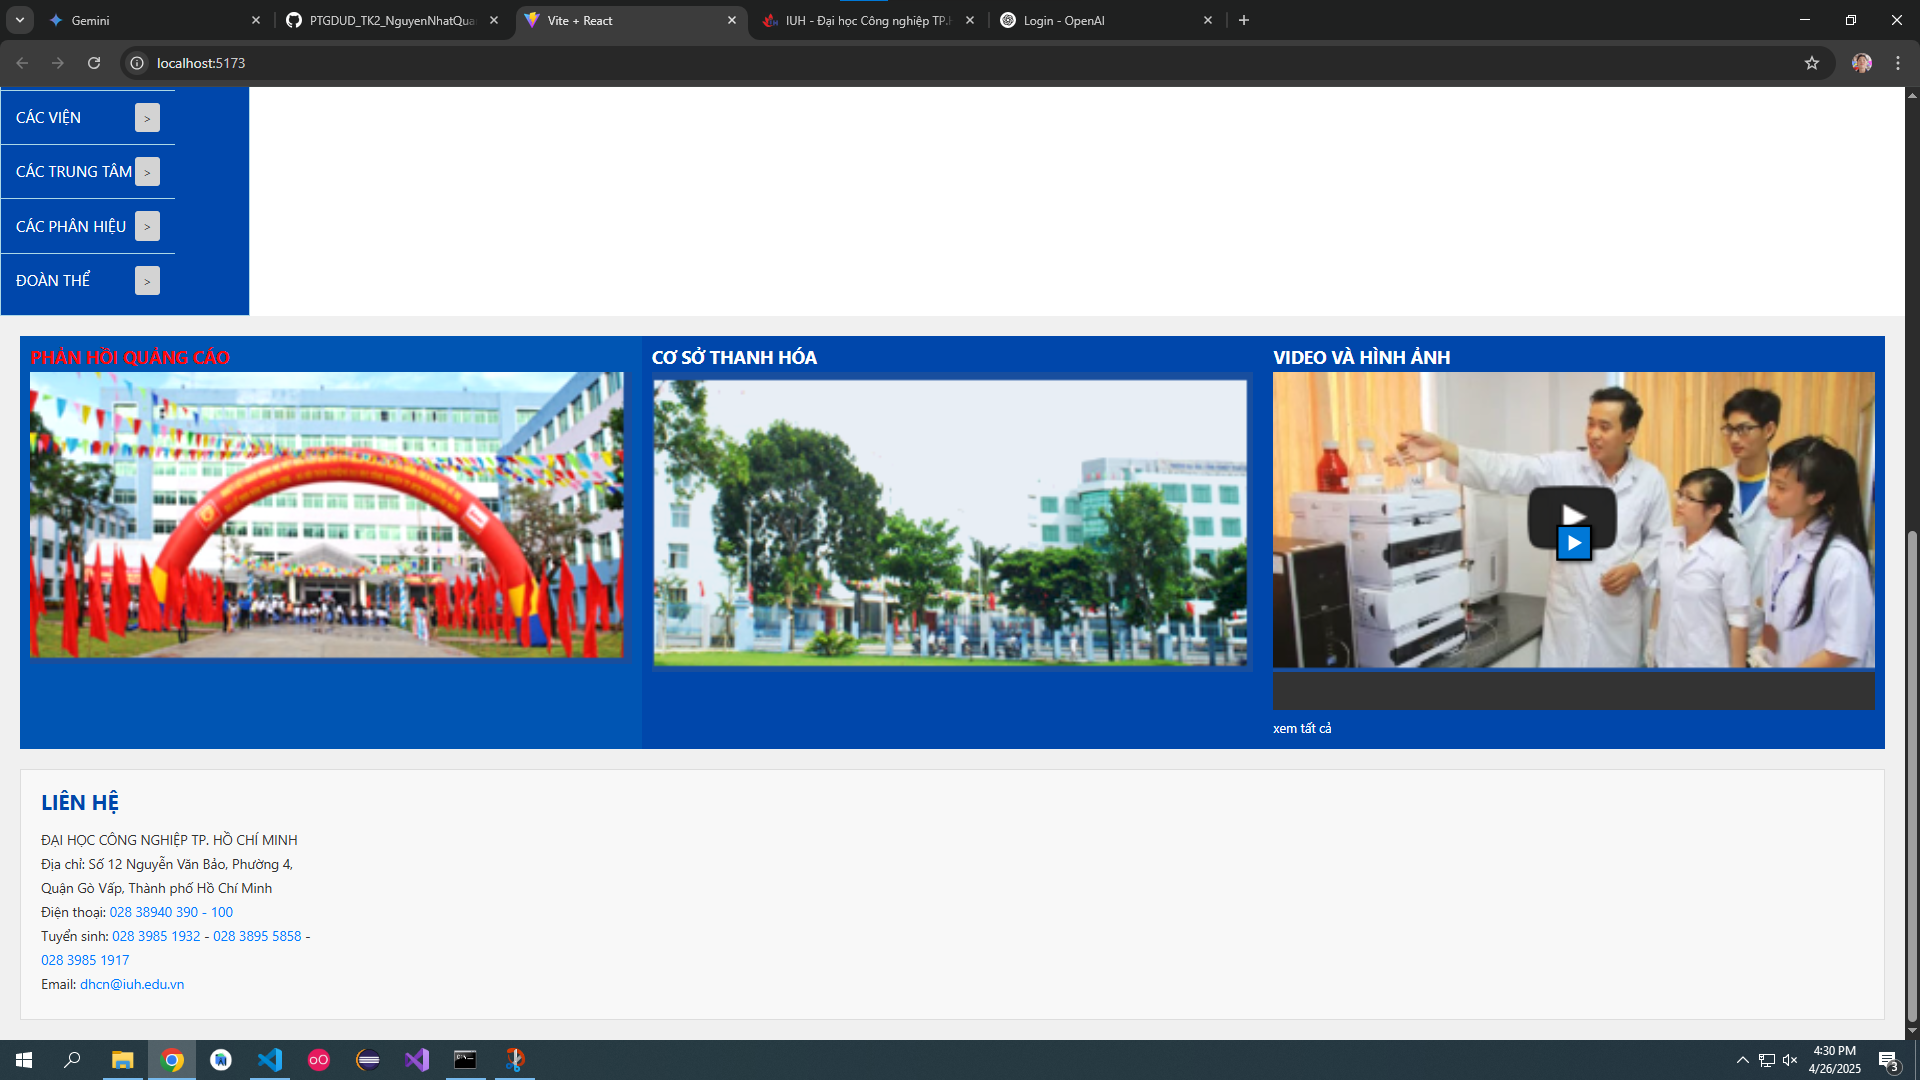 Gemini
PTGDUD_TK2_NguyenNhatQua
Vite + React
IUH - Đại học Công nghiệp TP.H
Login - OpenAI
localhost:5173
CÁC VIỆN >
CÁC TRUNG TÂM >
CÁC PHÂN HIỆU >
ĐOÀN THỂ >
PHẢN HỒI QUẢNG CÁO
CƠ SỞ THANH HÓA
VIDEO VÀ HÌNH ẢNH
xem tất cả
LIÊN HỆ
ĐẠI HỌC CÔNG NGHIỆP TP. HỒ CHÍ MINH
Địa chỉ: Số 12 Nguyễn Văn Bảo, Phường 4,
Quận Gò Vấp, Thành phố Hồ Chí Minh
Điện thoại: 028 38940 390 - 100
Tuyển sinh: 028 3985 1932 - 028 3895 5858 -
028 3985 1917
Email: dhcn@iuh.edu.vn
4:30 PM
4/26/2025
3